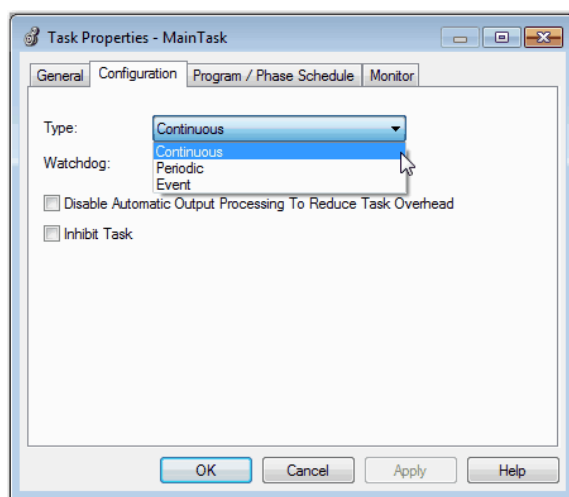 Task Properties - MainTask
General Configuration Program / Phase Schedule Monitor
Type: Continuous
Continuous
Watchdog:
Periodic
Event
Disable Automatic Output Processing To Reduce Task Overhead
Inhibit Task
OK Cancel Apply Help